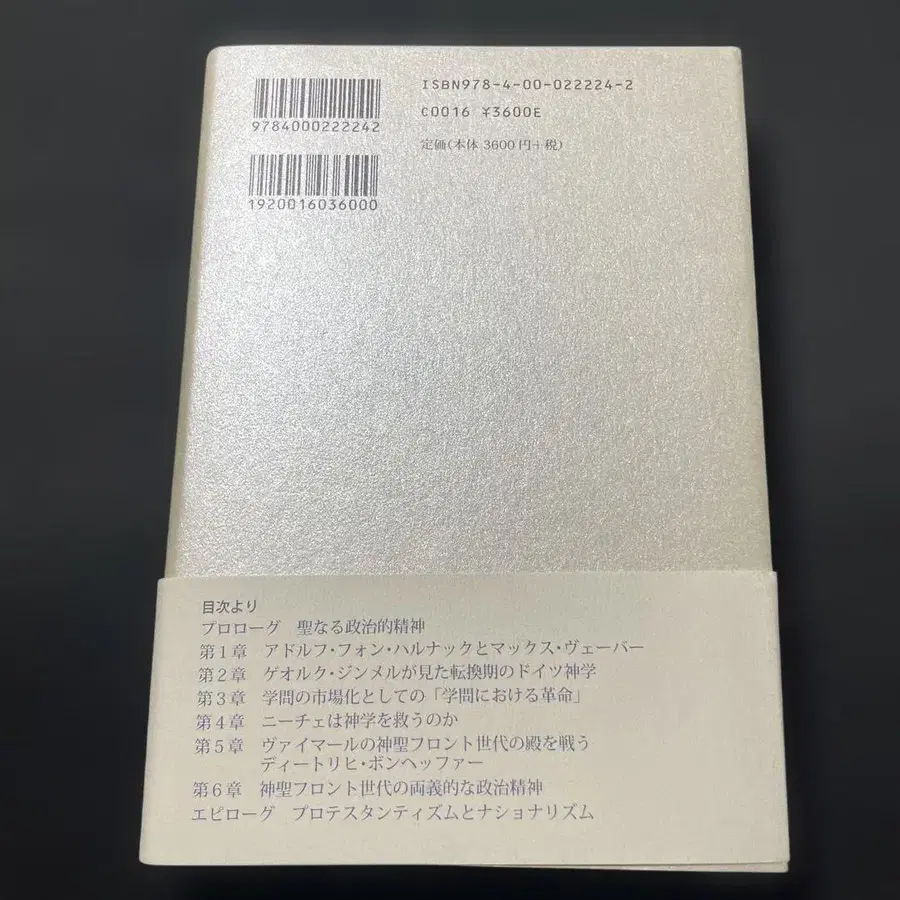 ISBN978-4-00-022224-2
C0016 ¥3600E
定価(本体 3600円+税)
9784000222242
1920016036000
目次より
プロローグ 聖なる政治的精神
第1章 アドルフ・フォン・ハルナックとマックス・ヴェーバー
第2章 ゲオルク・ジンメルが見た転換期のドイツ神学
第3章 学問の市場化としての「学問における革命」
第4章 ニーチェは神学を救うのか
第5章 ヴァイマールの神聖フロント世代の殿を戦う
ディートリヒ・ボンヘッファー
第6章 神聖フロント世代の両義的な政治精神
エピローグ プロテスタンティズムとナショナリズム